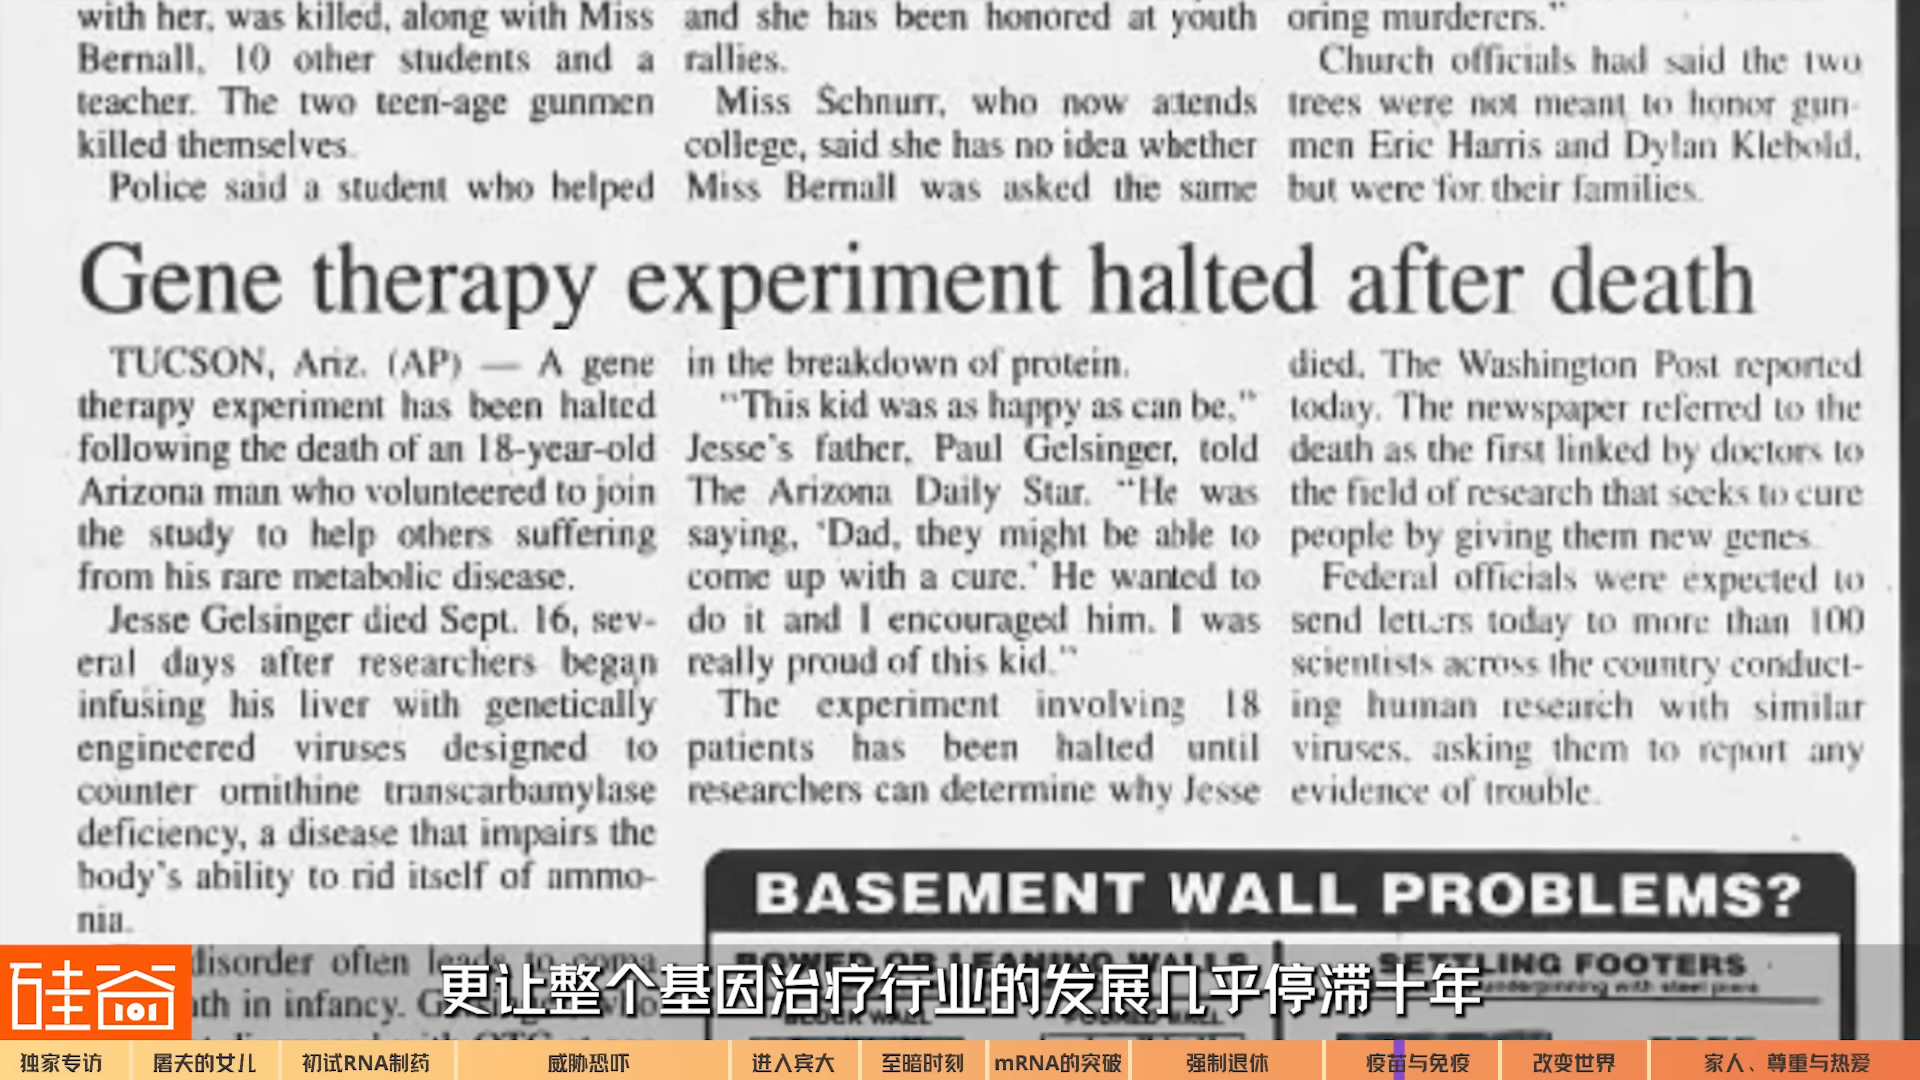 with her, was killed, along with Miss
Bernall, 10 other students and a
teacher. The two teen-age gunmen
killed themselves.
Police said a student who helped
and she has been honored at youth
rallies.
Miss Schnurr, who now attends
college, said she has no idea whether
Miss Bernall was asked the same
oring murderers."
Church officials had said the two
trees were not meant to honor gun-
men Eric Harris and Dylan Klebold,
but were for their families.
Gene therapy experiment halted after death
TUCSON, Ariz. (AP) — A gene
therapy experiment has been halted
following the death of an 18-year-old
Arizona man who volunteered to join
the study to help others suffering
from his rare metabolic disease.
Jesse Gelsinger died Sept. 16, sev-
eral days after researchers began
infusing his liver with genetically
engineered viruses designed to
counter ornithine transcarbamylase
deficiency, a disease that impairs the
body's ability to rid itself of ammo-
nia.
disorder often leads to coma
in infancy.
in the breakdown of protein.
"This kid was as happy as can be,"
Jesse's father, Paul Gelsinger, told
The Arizona Daily Star. "He was
saying, 'Dad, they might be able to
come up with a cure.' He wanted to
do it and I encouraged him. I was
really proud of this kid."
The experiment involving 18
patients has been halted until
researchers can determine why Jesse
died, The Washington Post reported
today. The newspaper referred to the
death as the first linked by doctors to
the field of research that seeks to cure
people by giving them new genes.
Federal officials were expected to
send letters today to more than 100
scientists across the country conduct-
ing human research with similar
viruses, asking them to report any
evidence of trouble.
BASEMENT WALL PROBLEMS?
BOWED OR LEANING WALLS
SETTLING FOOTERS
underpinning with steel piers
BLOCK WALL
POURED WALL
硅谷
101
更让整个基因治疗行业的发展几乎停滞十年
独家专访
屠夫的女儿
初试RNA制药
威胁恐吓
进入宾大
至暗时刻
mRNA的突破
强制退休
疫苗与免疫
改变世界
家人、尊重与热爱